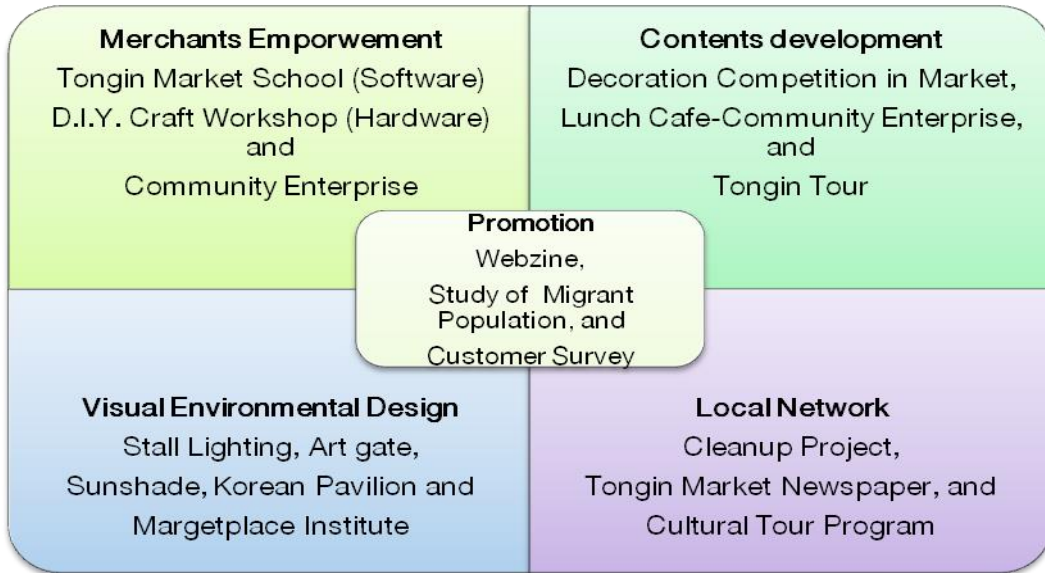 Merchants Emporwement
Tongin Market School (Software)
D.I.Y. Craft Workshop (Hardware)
and
Community Enterprise
Contents development
Decoration Competition in Market,
Lunch Cafe-Community Enterprise,
and
Tongin Tour
Promotion
Webzine,
Study of Migrant
Population, and
Customer Survey
Visual Environmental Design
Stall Lighting, Art gate,
Sunshade, Korean Pavilion and
Margetplace Institute
Local Network
Cleanup Project,
Tongin Market Newspaper, and
Cultural Tour Program